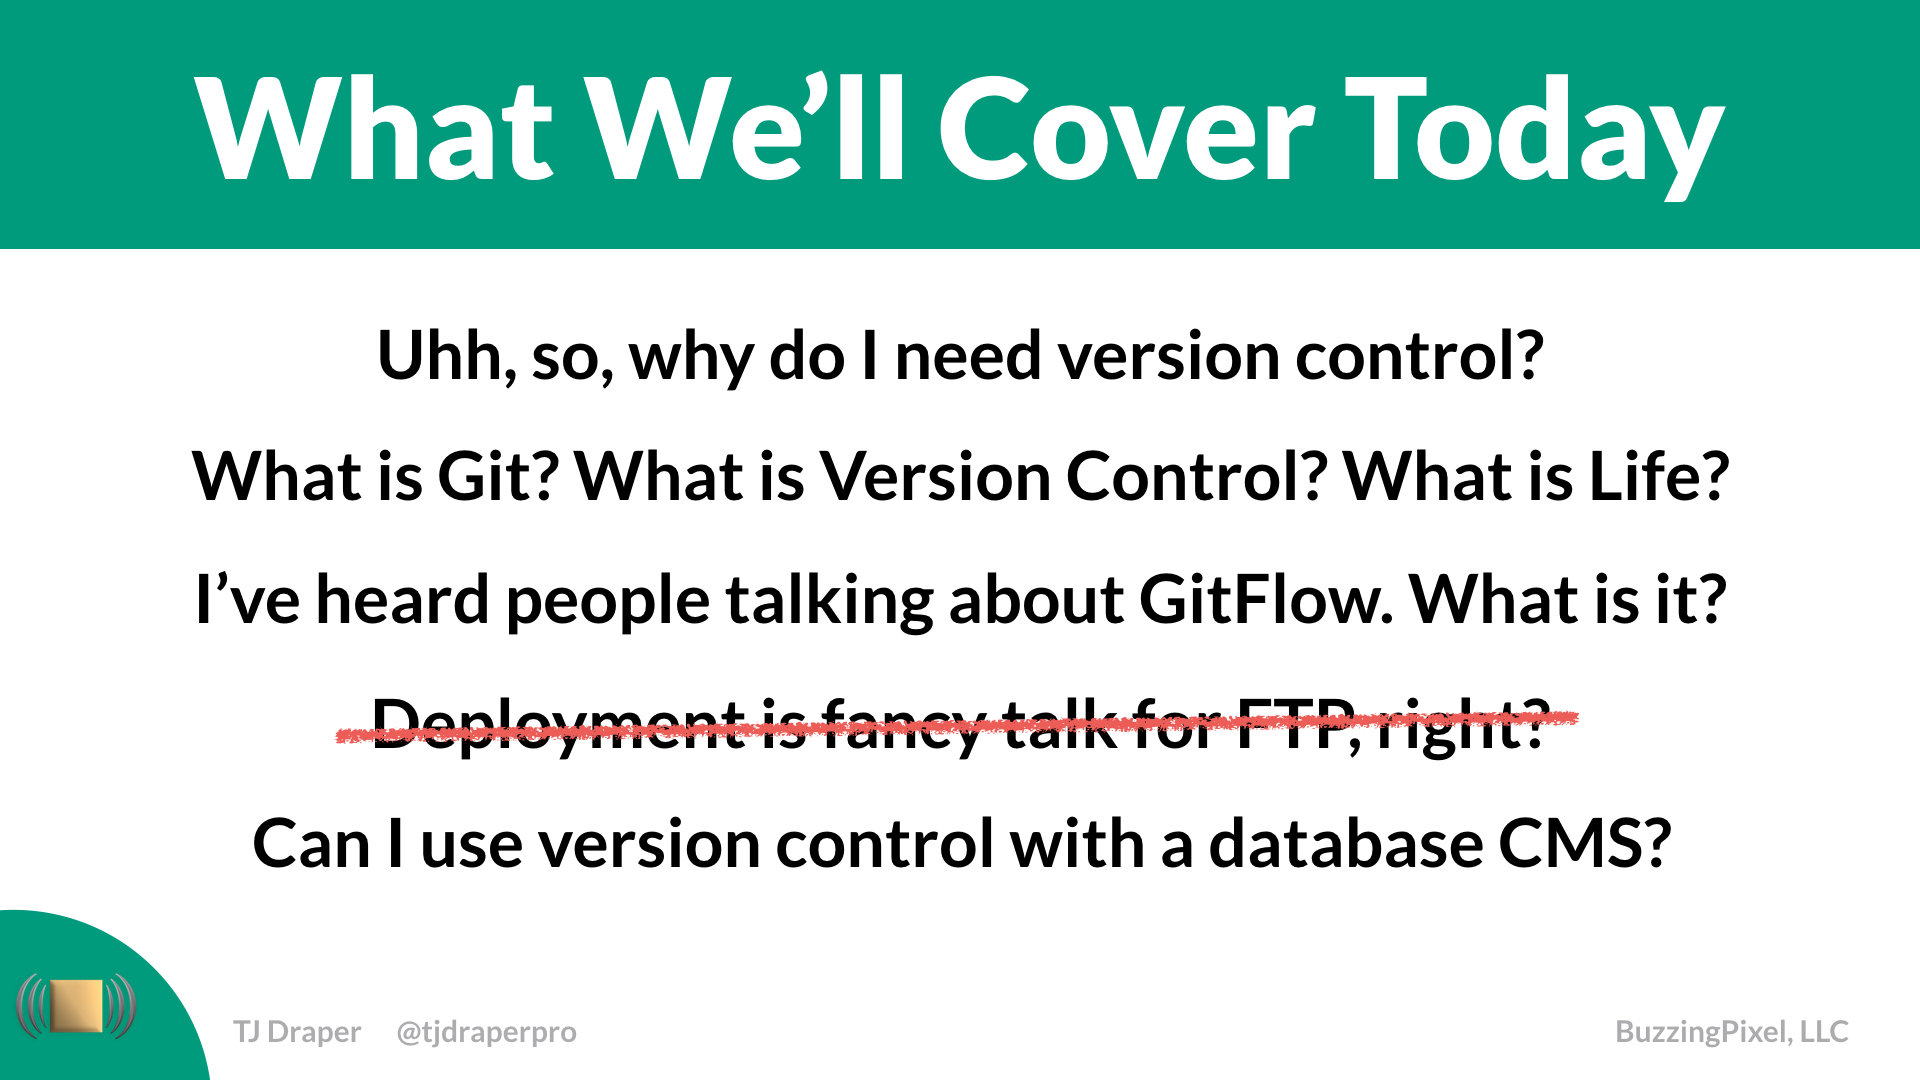 What We’ll Cover Today
Uhh, so, why do I need version control?
What is Git? What is Version Control? What is Life?
I’ve heard people talking about GitFlow. What is it?
Deployment is fancy talk for FTP, right?
Can I use version control with a database CMS?
TJ Draper @tjdraperpro
BuzzingPixel, LLC